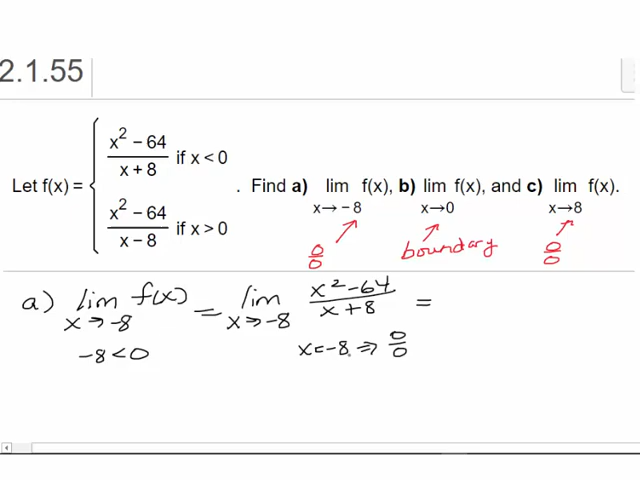 2.1.55
x² − 64
x + 8
if x < 0
Let f(x) =
. Find a) lim f(x), b) lim f(x), and c) lim f(x).
x → − 8 x → 0 x → 8
x² − 64
x − 8
if x > 0
0/0 boundary 0/0
a) lim f(x) = lim x² − 64 / x + 8 =
x → −8 x → −8
−8 < 0 x = −8 ⇒ 0/0